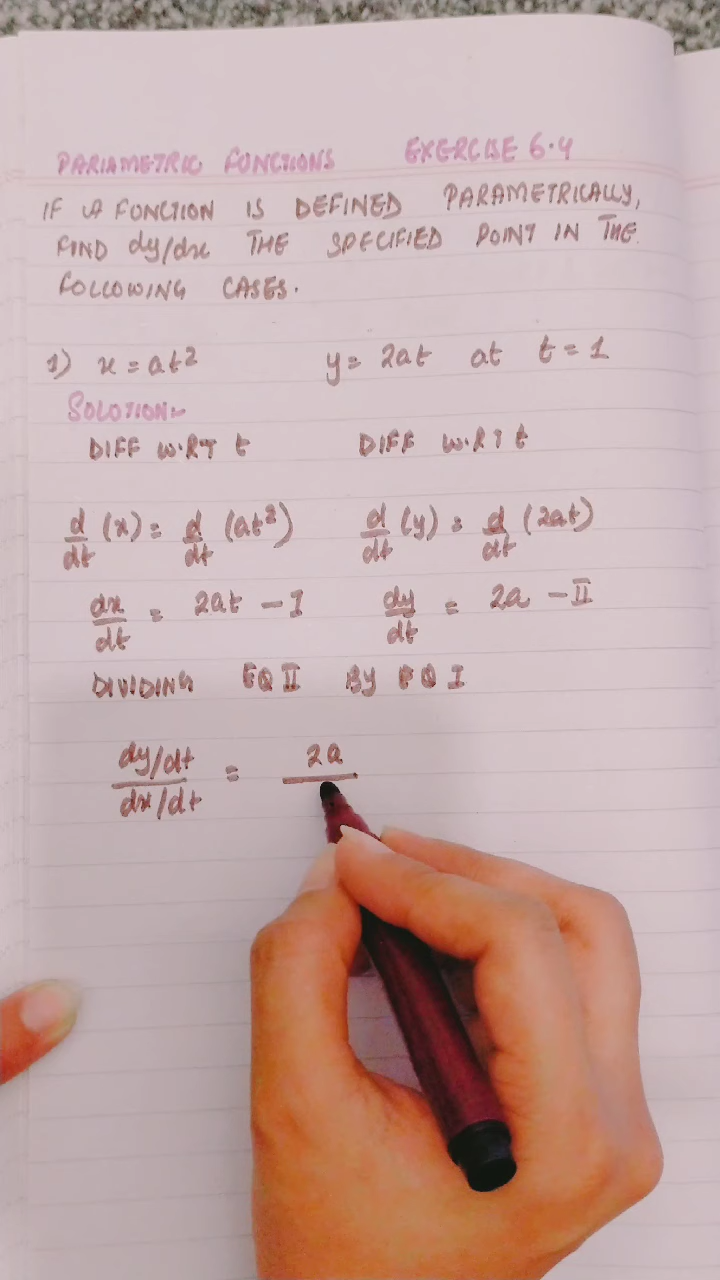 PARAMETRIC FUNCTIONS EXERCISE 6.4
IF A FUNCTION IS DEFINED PARAMETRICALLY,
FIND dy/dx THE SPECIFIED POINT IN THE
FOLLOWING CASES.
1) x = at² y = 2at at t = 1
SOLUTION:-
DIFF W.R.T t DIFF W.R.T t
d/dt (x) = d/dt (at²) d/dt (y) = d/dt (2at)
dx/dt = 2at - I dy/dt = 2a - II
DIVIDING EQ II BY EQ I
dy/dt / dx/dt = 2a